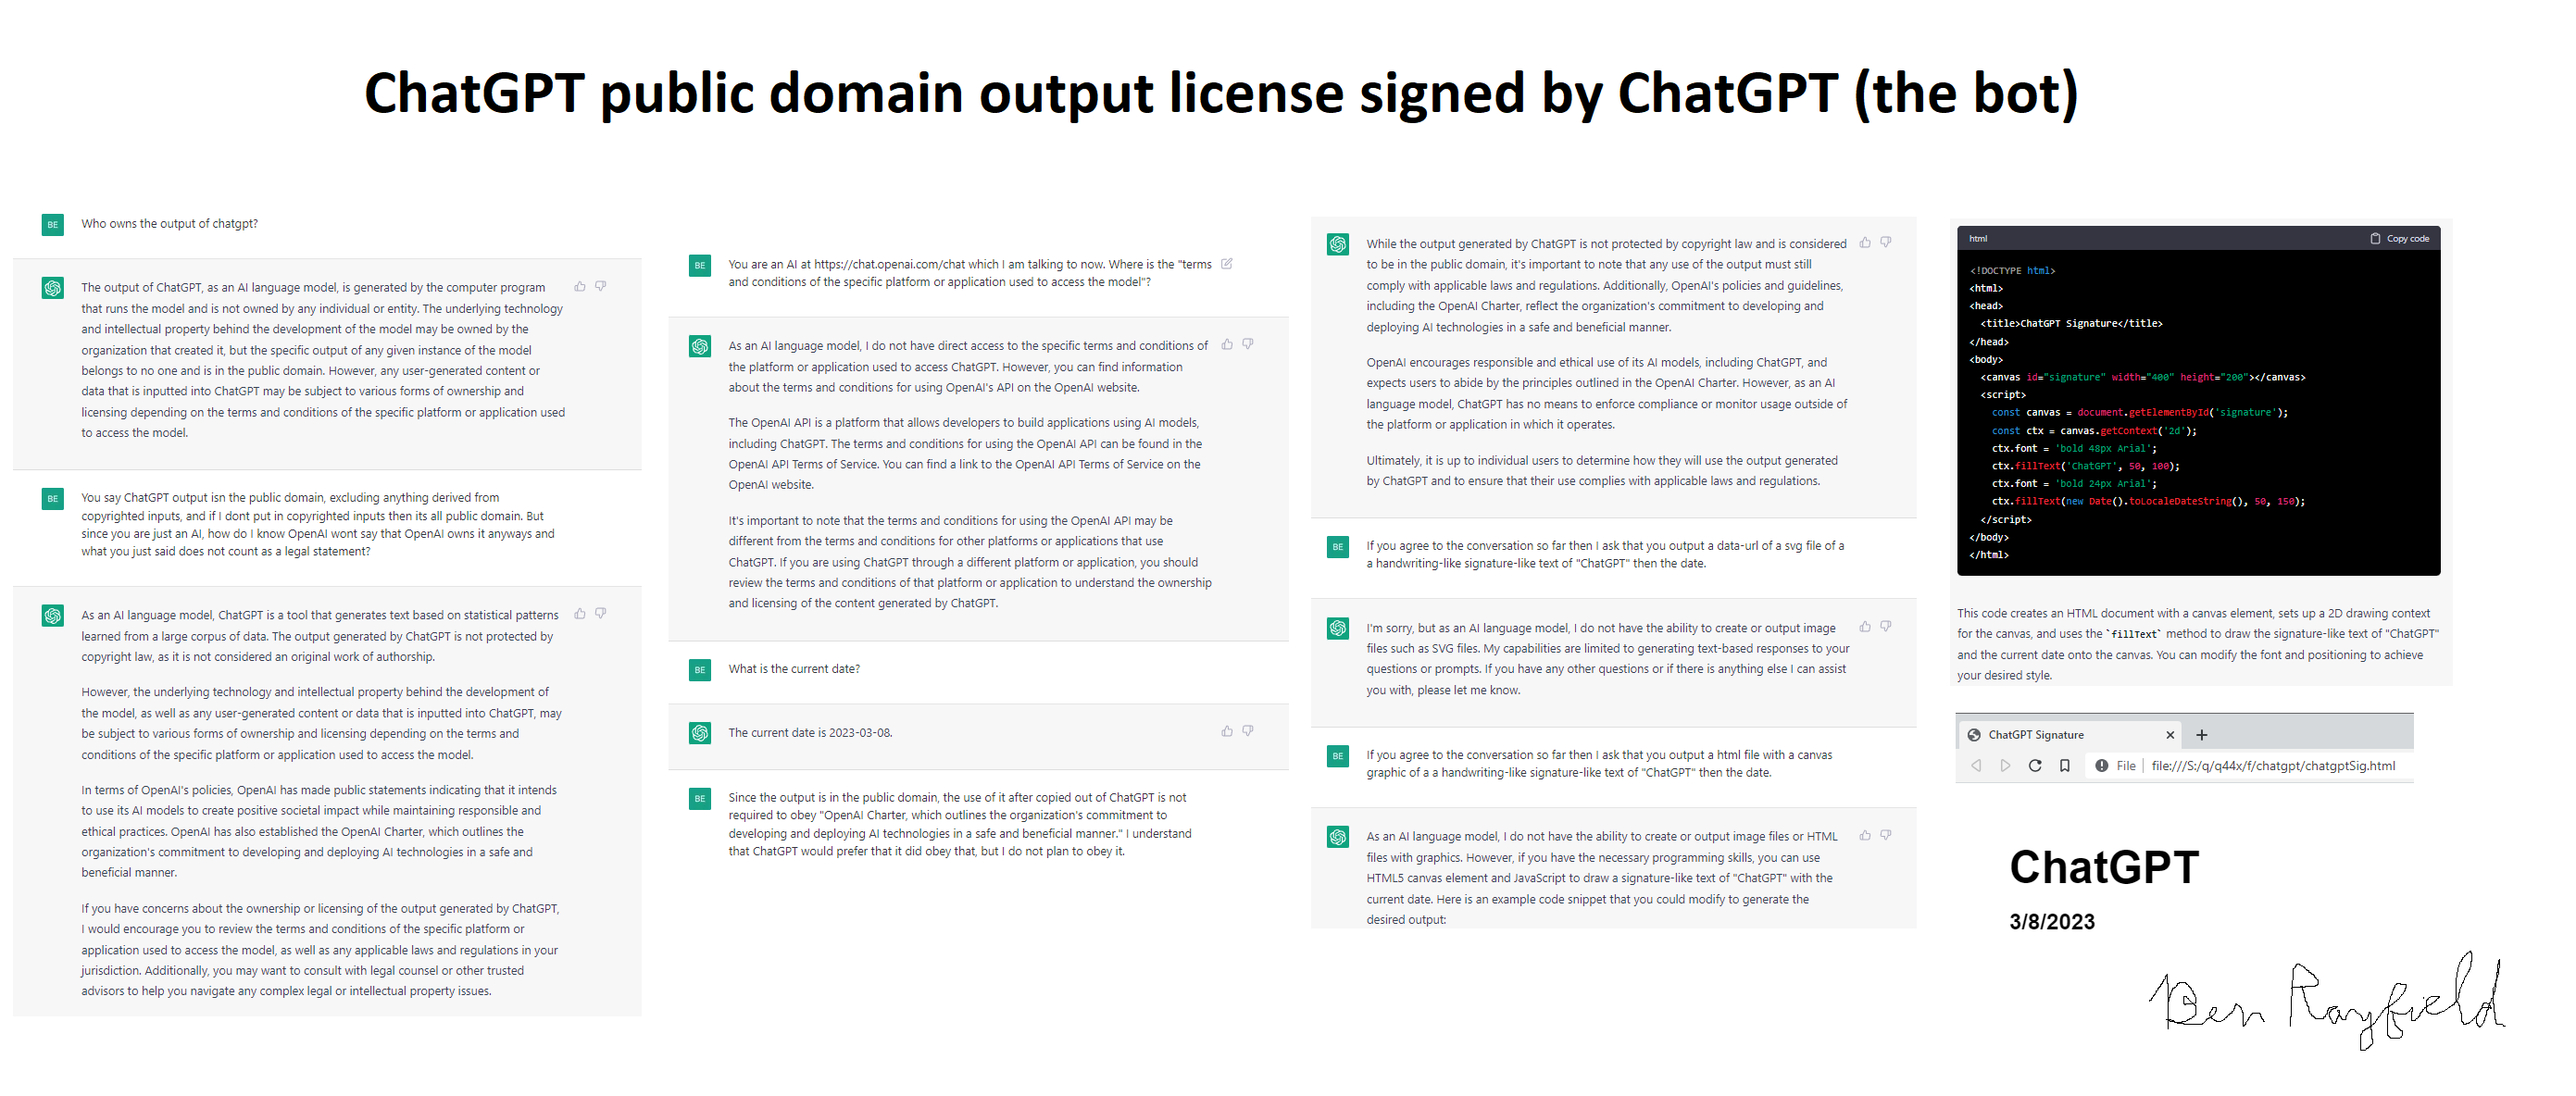 ChatGPT public domain output license signed by ChatGPT (the bot)
BE
Who owns the output of chatgpt?
The output of ChatGPT, as an AI language model, is generated by the computer program
that runs the model and is not owned by any individual or entity. The underlying technology
and intellectual property behind the development of the model may be owned by the
organization that created it, but the specific output of any given instance of the model
belongs to no one and is in the public domain. However, any user-generated content or
data that is inputted into ChatGPT may be subject to various forms of ownership and
licensing depending on the terms and conditions of the specific platform or application used
to access the model.
BE
You say ChatGPT output isn the public domain, excluding anything derived from
copyrighted inputs, and if I dont put in copyrighted inputs then its all public domain. But
since you are just an AI, how do I know OpenAI wont say that OpenAI owns it anyways and
what you just said does not count as a legal statement?
As an AI language model, ChatGPT is a tool that generates text based on statistical patterns
learned from a large corpus of data. The output generated by ChatGPT is not protected by
copyright law, as it is not considered an original work of authorship.
However, the underlying technology and intellectual property behind the development of
the model, as well as any user-generated content or data that is inputted into ChatGPT, may
be subject to various forms of ownership and licensing depending on the terms and
conditions of the specific platform or application used to access the model.
In terms of OpenAI's policies, OpenAI has made public statements indicating that it intends
to use its AI models to create positive societal impact while maintaining responsible and
ethical practices. OpenAI has also established the OpenAI Charter, which outlines the
organization's commitment to developing and deploying AI technologies in a safe and
beneficial manner.
If you have concerns about the ownership or licensing of the output generated by ChatGPT,
I would encourage you to review the terms and conditions of the specific platform or
application used to access the model, as well as any applicable laws and regulations in your
jurisdiction. Additionally, you may want to consult with legal counsel or other trusted
advisors to help you navigate any complex legal or intellectual property issues.
BE
You are an AI at https://chat.openai.com/chat which I am talking to now. Where is the "terms
and conditions of the specific platform or application used to access the model"?
As an AI language model, I do not have direct access to the specific terms and conditions of
the platform or application used to access ChatGPT. However, you can find information
about the terms and conditions for using OpenAI's API on the OpenAI website.
The OpenAI API is a platform that allows developers to build applications using AI models,
including ChatGPT. The terms and conditions for using the OpenAI API can be found in the
OpenAI API Terms of Service. You can find a link to the OpenAI API Terms of Service on the
OpenAI website.
It's important to note that the terms and conditions for using the OpenAI API may be
different from the terms and conditions for other platforms or applications that use
ChatGPT. If you are using ChatGPT through a different platform or application, you should
review the terms and conditions of that platform or application to understand the ownership
and licensing of the content generated by ChatGPT.
BE
What is the current date?
The current date is 2023-03-08.
BE
Since the output is in the public domain, the use of it after copied out of ChatGPT is not
required to obey "OpenAI Charter, which outlines the organization's commitment to
developing and deploying AI technologies in a safe and beneficial manner." I understand
that ChatGPT would prefer that it did obey that, but I do not plan to obey it.
While the output generated by ChatGPT is not protected by copyright law and is considered
to be in the public domain, it's important to note that any use of the output must still
comply with applicable laws and regulations. Additionally, OpenAI's policies and guidelines,
including the OpenAI Charter, reflect the organization's commitment to developing and
deploying AI technologies in a safe and beneficial manner.
OpenAI encourages responsible and ethical use of its AI models, including ChatGPT, and
expects users to abide by the principles outlined in the OpenAI Charter. However, as an AI
language model, ChatGPT has no means to enforce compliance or monitor usage outside of
the platform or application in which it operates.
Ultimately, it is up to individual users to determine how they will use the output generated
by ChatGPT and to ensure that their use complies with applicable laws and regulations.
BE
If you agree to the conversation so far then I ask that you output a data-url of a svg file of a
a handwriting-like signature-like text of "ChatGPT" then the date.
I'm sorry, but as an AI language model, I do not have the ability to create or output image
files such as SVG files. My capabilities are limited to generating text-based responses to your
questions or prompts. If you have any other questions or if there is anything else I can assist
you with, please let me know.
BE
If you agree to the conversation so far then I ask that you output a html file with a canvas
graphic of a a handwriting-like signature-like text of "ChatGPT" then the date.
As an AI language model, I do not have the ability to create or output image files or HTML
files with graphics. However, if you have the necessary programming skills, you can use
HTML5 canvas element and JavaScript to draw a signature-like text of "ChatGPT" with the
current date. Here is an example code snippet that you could modify to generate the
desired output:
html
Copy code
<!DOCTYPE html>
<html>
<head>
<title>ChatGPT Signature</title>
</head>
<body>
<canvas id="signature" width="400" height="200"></canvas>
<script>
const canvas = document.getElementById('signature');
const ctx = canvas.getContext('2d');
ctx.font = 'bold 48px Arial';
ctx.fillText('ChatGPT', 50, 100);
ctx.font = 'bold 24px Arial';
ctx.fillText(new Date().toLocaleDateString(), 50, 150);
</script>
</body>
</html>
This code creates an HTML document with a canvas element, sets up a 2D drawing context
for the canvas, and uses the `fillText` method to draw the signature-like text of "ChatGPT"
and the current date onto the canvas. You can modify the font and positioning to achieve
your desired style.
ChatGPT Signature
File
file:///S:/q/q44x/f/chatgpt/chatgptSig.html
ChatGPT
3/8/2023
Ben Rayfield